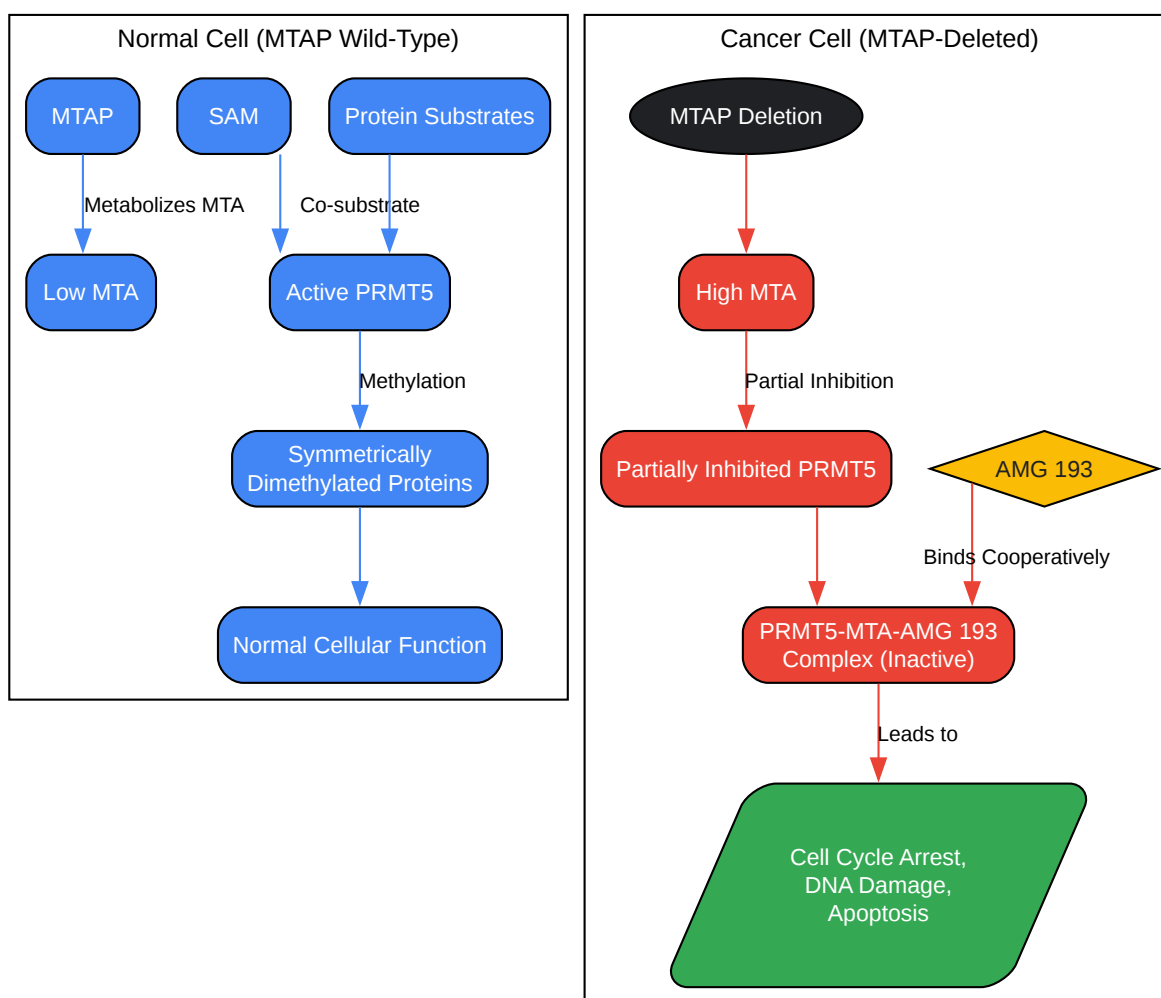 Normal Cell (MTAP Wild-Type)
MTAP
SAM
Protein Substrates
Metabolizes MTA
Co-substrate
Low MTA
Active PRMT5
Methylation
Symmetrically
Dimethylated Proteins
Normal Cellular Function
Cancer Cell (MTAP-Deleted)
MTAP Deletion
High MTA
Partial Inhibition
Partially Inhibited PRMT5
AMG 193
Binds Cooperatively
PRMT5-MTA-AMG 193
Complex (Inactive)
Leads to
Cell Cycle Arrest,
DNA Damage,
Apoptosis